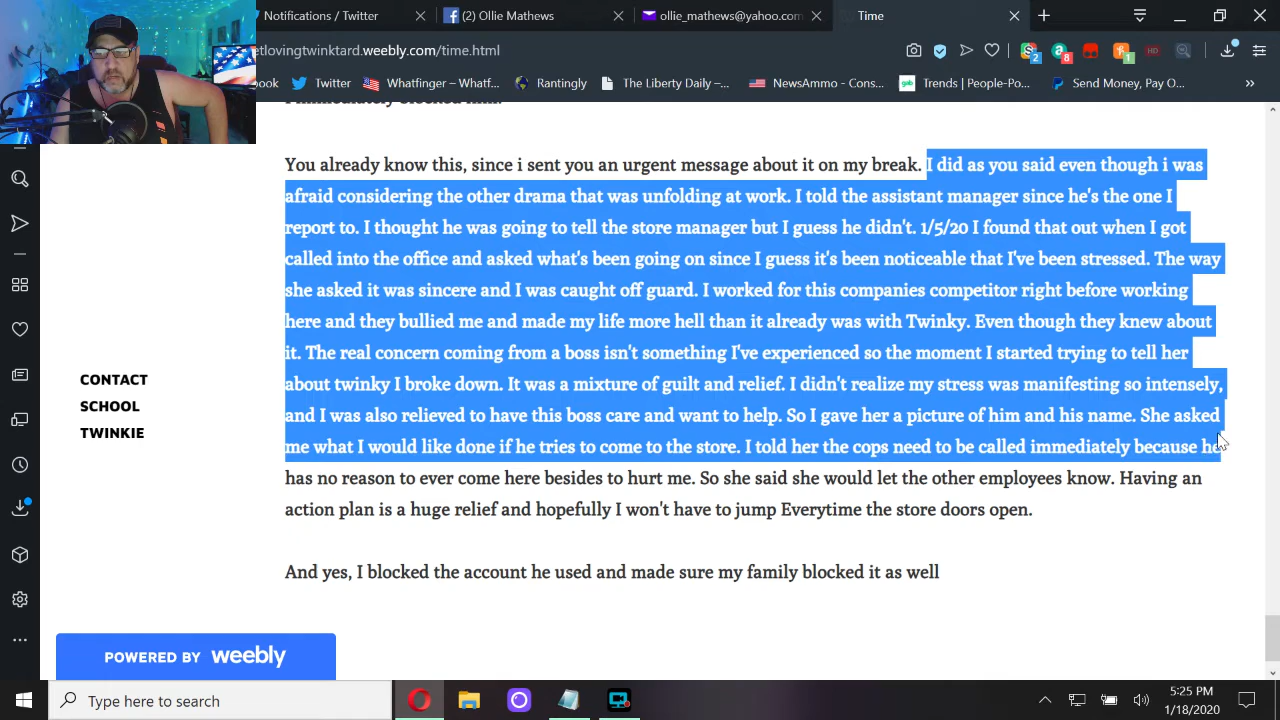 Notifications / Twitter
(2) Ollie Mathews
ollie_mathews@yahoo.com
Time
etlovingtwinktard.weebly.com/time.html
2
8
1
HD
book
Twitter
Whatfinger – Whatf...
Rantingly
The Liberty Daily –...
NewsAmmo - Cons...
Trends | People-Po...
Send Money, Pay O...
You already know this, since i sent you an urgent message about it on my break. I did as you said even though i was
afraid considering the other drama that was unfolding at work. I told the assistant manager since he's the one I
report to. I thought he was going to tell the store manager but I guess he didn't. 1/5/20 I found that out when I got
called into the office and asked what's been going on since I guess it's been noticeable that I've been stressed. The way
she asked it was sincere and I was caught off guard. I worked for this companies competitor right before working
here and they bullied me and made my life more hell than it already was with Twinky. Even though they knew about
it. The real concern coming from a boss isn't something I've experienced so the moment I started trying to tell her
about twinky I broke down. It was a mixture of guilt and relief. I didn't realize my stress was manifesting so intensely,
and I was also relieved to have this boss care and want to help. So I gave her a picture of him and his name. She asked
me what I would like done if he tries to come to the store. I told her the cops need to be called immediately because he
has no reason to ever come here besides to hurt me. So she said she would let the other employees know. Having an
action plan is a huge relief and hopefully I won't have to jump Everytime the store doors open.
And yes, I blocked the account he used and made sure my family blocked it as well
CONTACT
SCHOOL
TWINKIE
POWERED BY weebly
Type here to search
5:25 PM
1/18/2020